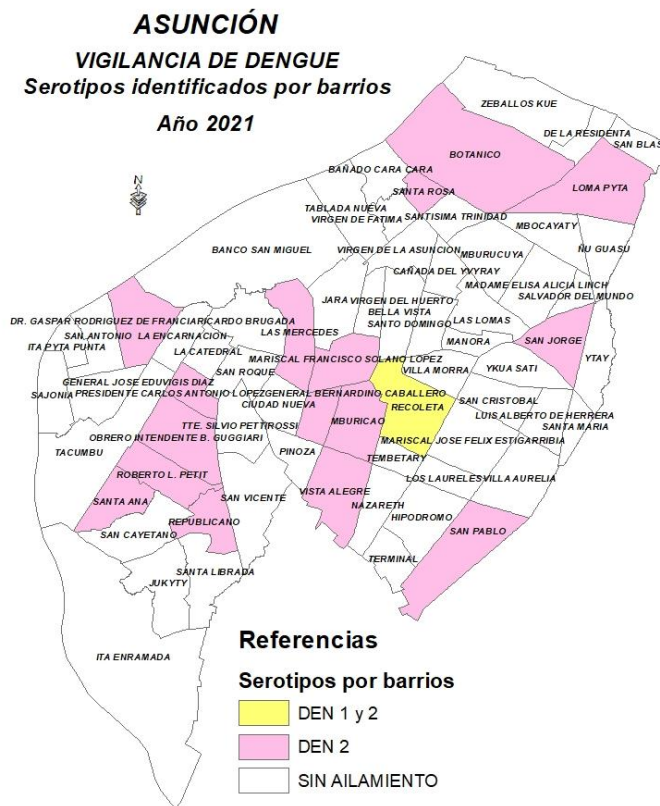 ASUNCIÓN
VIGILANCIA DE DENGUE
Serotipos identificados por barrios
Año 2021
N
ZEBALLOS KUE
DE LA RESIDENTA
SAN BLAS
BOTANICO
BAÑADO CARA CARA
SANTA ROSA
LOMA PYTA
TABLADA NUEVA
VIRGEN DE FATIMA
SANTISIMA TRINIDAD
MBOCAYATY
BANCO SAN MIGUEL
VIRGEN DE LA ASUNCION
MBURUCUYA
ÑU GUASU
CAÑADA DEL YVYRAY
MADAME ELISA ALICIA LINCH
SALVADOR DEL MUNDO
JARA
VIRGEN DEL HUERTO
BELLA VISTA
SANTO DOMINGO
LAS LOMAS
DR. GASPAR RODRIGUEZ DE FRANCIA
RICARDO BRUGADA
LAS MERCEDES
SAN ANTONIO
LA ENCARNACIÓN
ITA PYTA PUNTA
LA CATEDRAL
MANORA
SAN JORGE
YTAY
MARISCAL FRANCISCO SOLANO LOPEZ
VILLA MORRA
YKUA SATI
SAN ROQUE
GENERAL JOSE EDUVIGIS DIAZ
SAJONIA
PRESIDENTE CARLOS ANTONIO LOPEZ
GENERAL BERNARDINO CABALLERO
CIUDAD NUEVA
RECOLETA
SAN CRISTOBAL
LUIS ALBERTO DE HERRERA
SANTA MARIA
TTE. SILVIO PETTIROSSI
MBURICAO
OBRERO INTENDENTE B. GUGGIARI
MARISCAL JOSE FELIX ESTIGARRIBIA
TACUMBU
PINOZA
TEMBETARY
ROBERTO L. PETIT
LOS LAURELES
VILLA AURELIA
SANTA ANA
SAN VICENTE
VISTA ALEGRE
NAZARETH
REPUBLICANO
HIPODROMO
SAN PABLO
SAN CAYETANO
TERMINAL
SANTA LIBRADA
JUKYTY
ITA ENRAMADA
Referencias
Serotipos por barrios
DEN 1 y 2
DEN 2
SIN AILAMIENTO